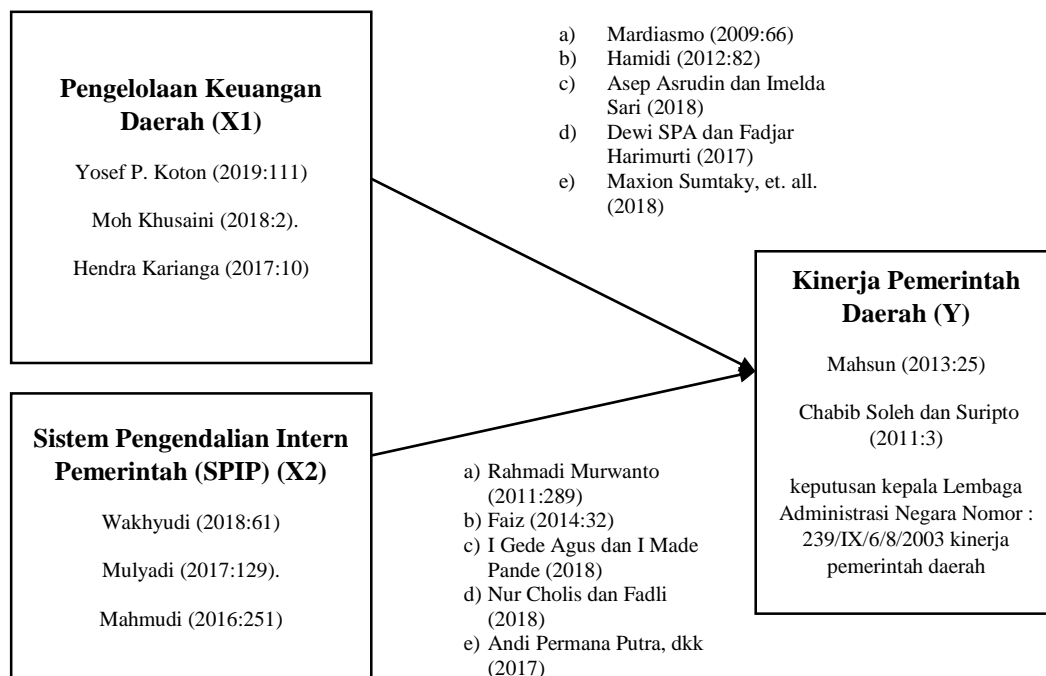 Pengelolaan Keuangan
Daerah (X1)
Yosef P. Koton (2019:111)
Moh Khusaini (2018:2).
Hendra Karianga (2017:10)
a) Mardiasmo (2009:66)
b) Hamidi (2012:82)
c) Asep Asrudin dan Imelda
Sari (2018)
d) Dewi SPA dan Fadjar
Harimurti (2017)
e) Maxion Sumtaky, et. all.
(2018)
Kinerja Pemerintah
Daerah (Y)
Mahsun (2013:25)
Chabib Soleh dan Suripto
(2011:3)
keputusan kepala Lembaga
Administrasi Negara Nomor :
239/IX/6/8/2003 kinerja
pemerintah daerah
Sistem Pengendalian Intern
Pemerintah (SPIP) (X2)
Wakhyudi (2018:61)
Mulyadi (2017:129).
Mahmudi (2016:251)
a) Rahmadi Murwanto
(2011:289)
b) Faiz (2014:32)
c) I Gede Agus dan I Made
Pande (2018)
d) Nur Cholis dan Fadli
(2018)
e) Andi Permana Putra, dkk
(2017)